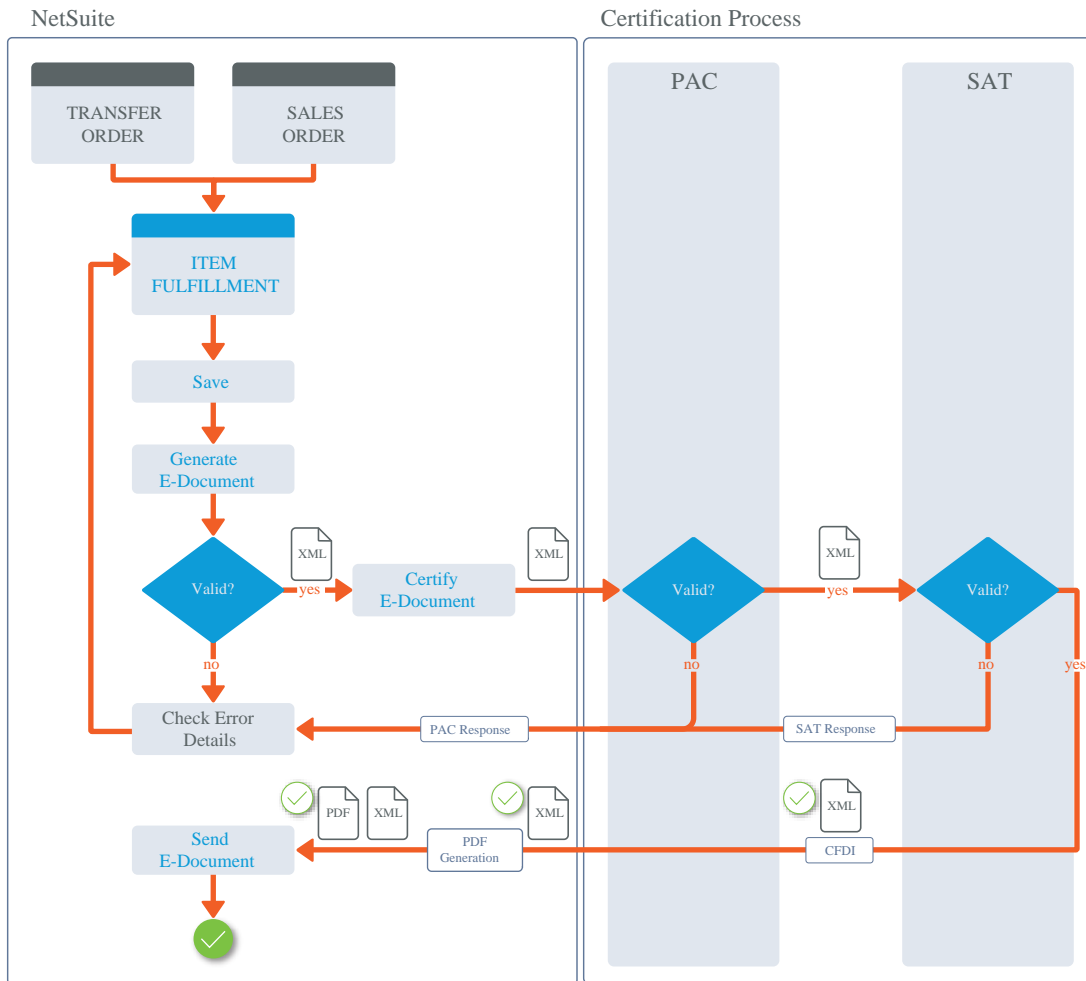 NetSuite
Certification Process
PAC
SAT
TRANSFER
ORDER
SALES
ORDER
ITEM
FULFILLMENT
Save
Generate
E-Document
XML
XML
XML
Valid?
yes
Certify
E-Document
Valid?
yes
Valid?
no
no
no
yes
Check Error
Details
PAC Response
SAT Response
PDF
XML
XML
XML
Send
E-Document
PDF
Generation
CFDI